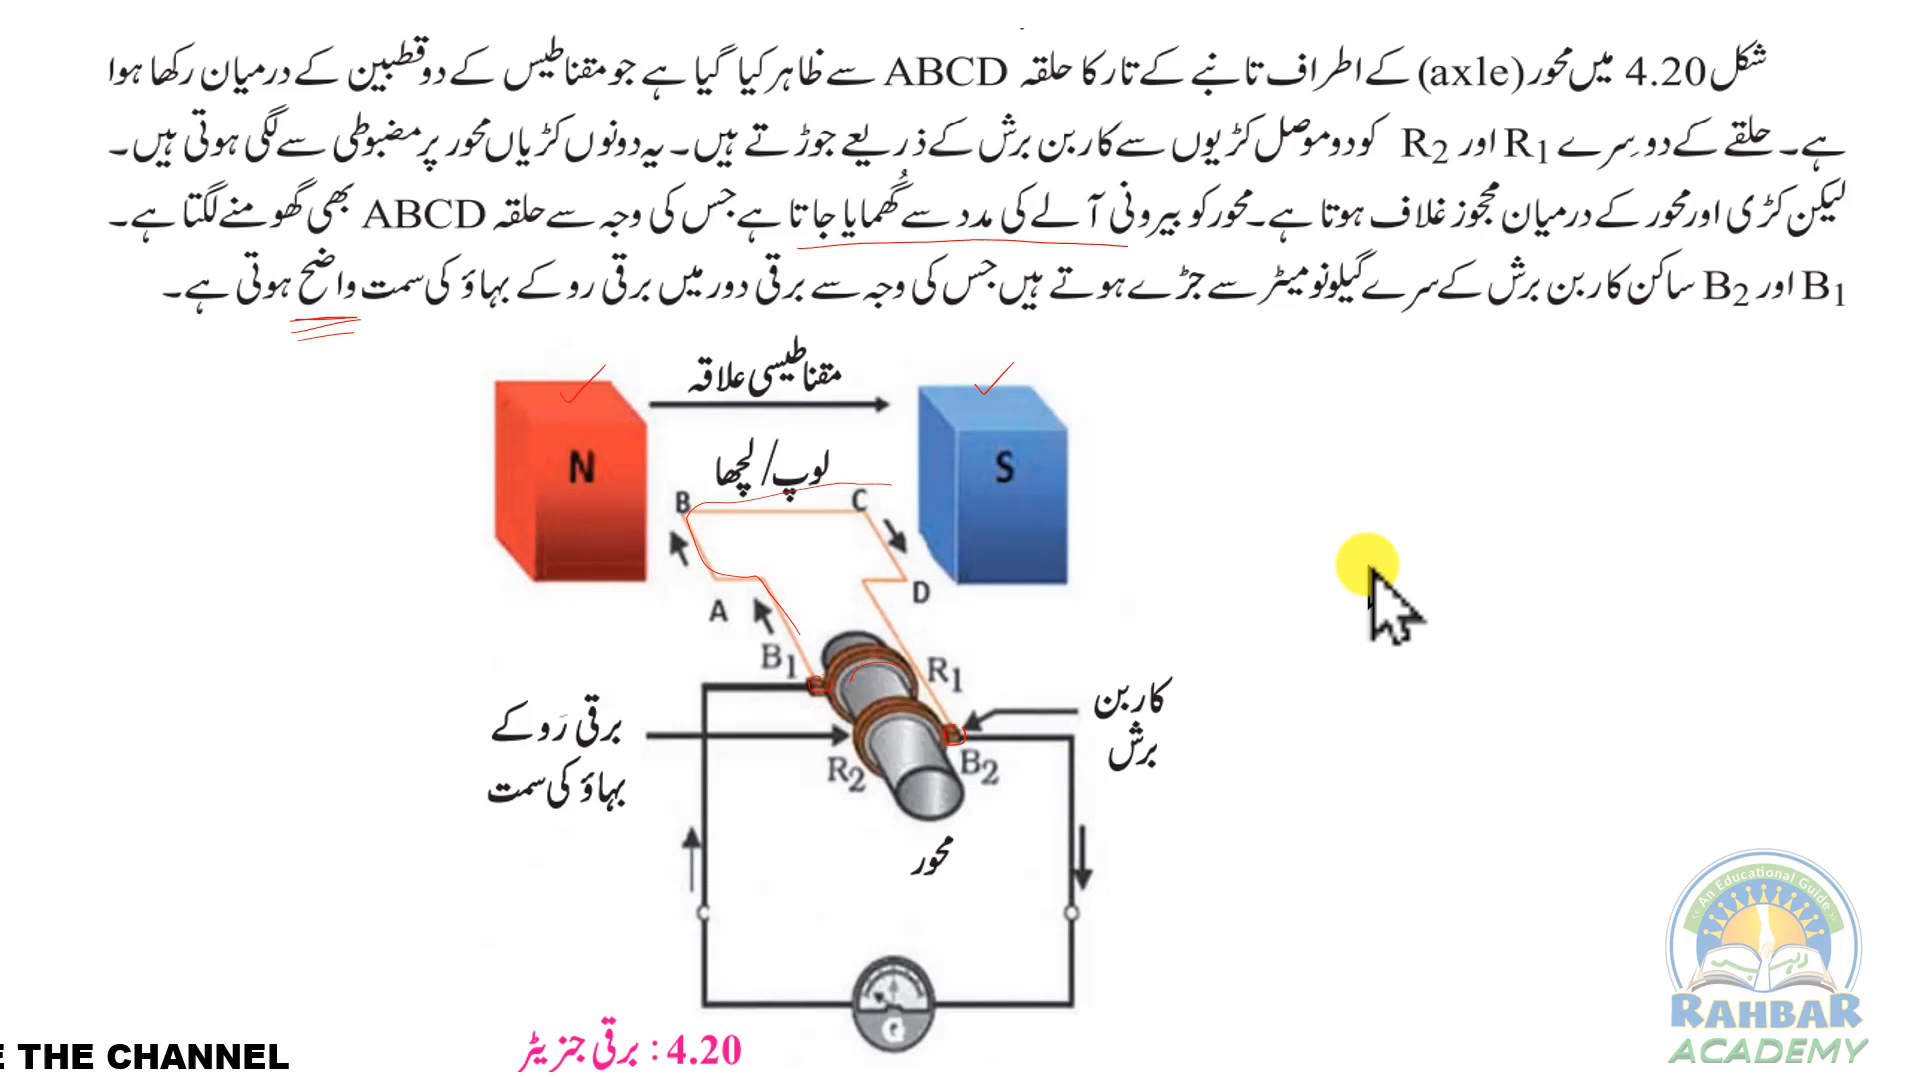 شکل 4.20 میں محور (axle) کے اطراف تانبے کے تار کا حلقہ ABCD سے ظاہر کیا گیا ہے جو مقناطیس کے دو قطبین کے درمیان رکھا ہوا
ہے۔ حلقے کے دو سِرے R1 اور R2 کو دو موصل کڑیوں سے کاربن برش کے ذریعے جوڑتے ہیں۔ یہ دونوں کڑیاں محور پر مضبوطی سے لگی ہوتی ہیں۔
لیکن کڑی اور محور کے درمیان مجوز غلاف ہوتا ہے۔ محور کو بیرونی آلے کی مدد سے گُھمایا جاتا ہے جس کی وجہ سے حلقہ ABCD بھی گھومنے لگتا ہے۔
B1 اور B2 ساکن کاربن برش کے سرے گیلونومیٹر سے جڑے ہوتے ہیں جس کی وجہ سے برقی دور میں برقی رو کے بہاؤ کی سمت واضح ہوتی ہے۔
مقناطیسی علاقہ
N
S
لوپ/لچھا
B
C
A
D
B1
R1
کاربن
برش
برقی رَو کے
بہاؤ کی سمت
R2
B2
محور
G
4.20 : برقی جنریٹر
E THE CHANNEL
An Educational Guide
رہبر
RAHBAR
ACADEMY